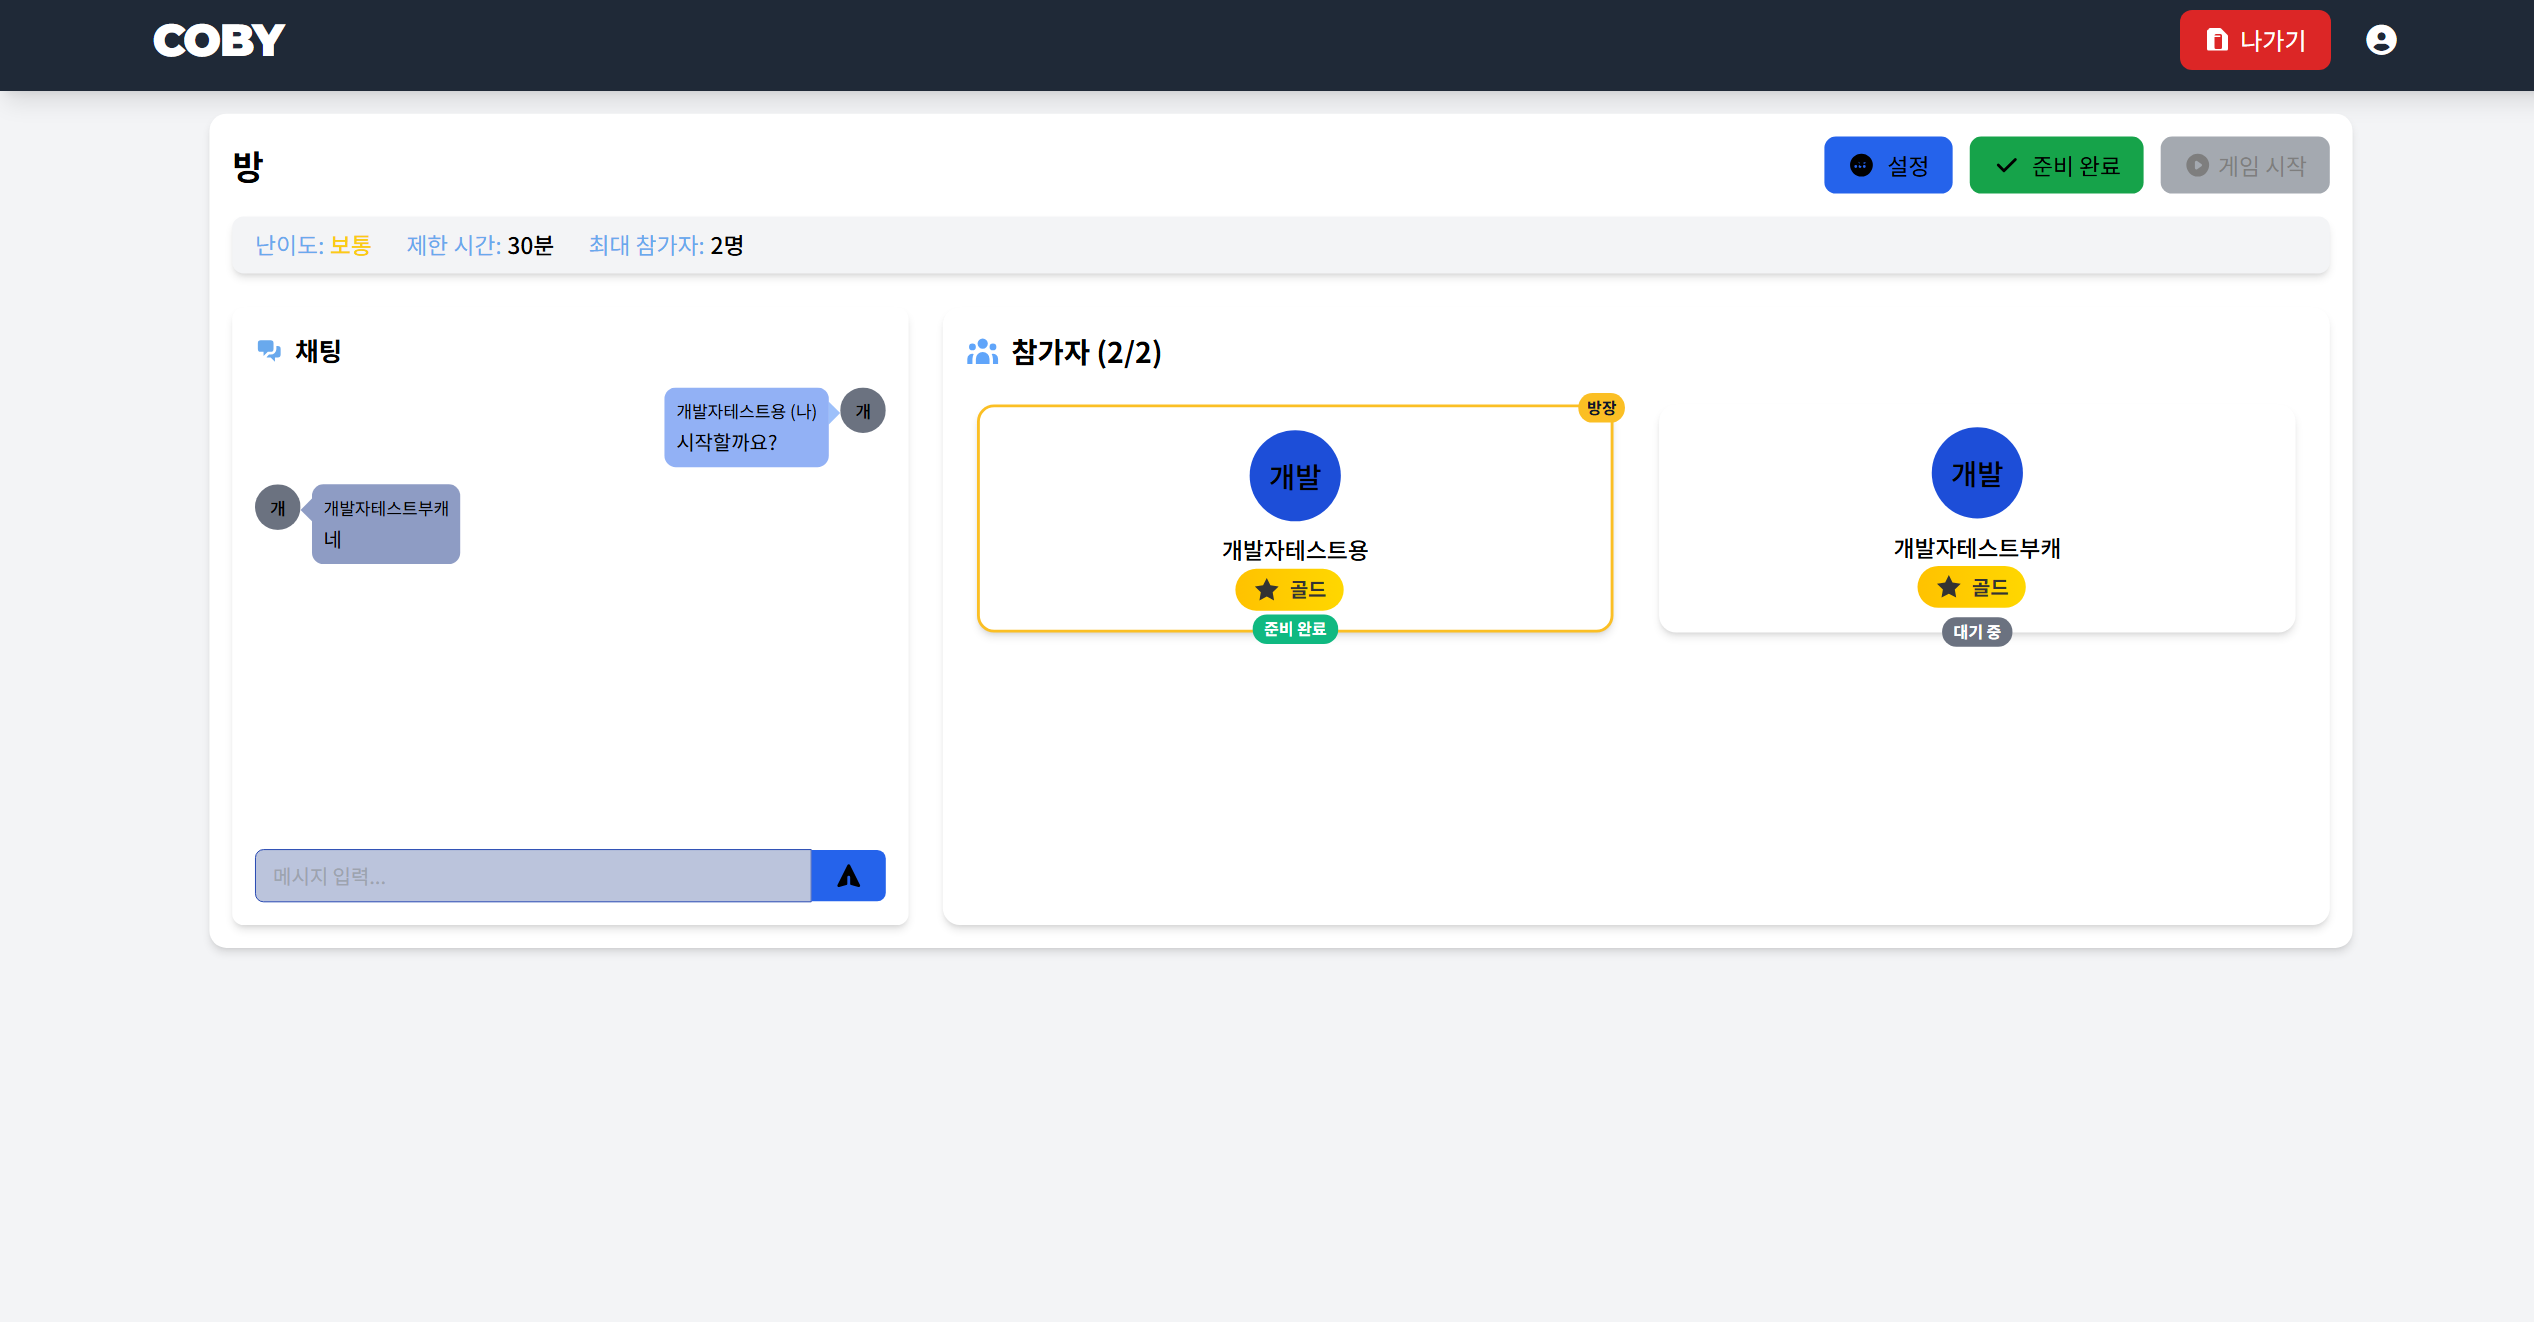 COBY
나가기
방
설정
준비 완료
게임 시작
난이도: 보통 제한 시간: 30분 최대 참가자: 2명
채팅
개발자테스트용 (나)
시작할까요?
개
개
개발자테스트부캐
네
메시지 입력...
참가자 (2/2)
방장
개발
개발자테스트용
골드
준비 완료
개발
개발자테스트부캐
골드
대기 중